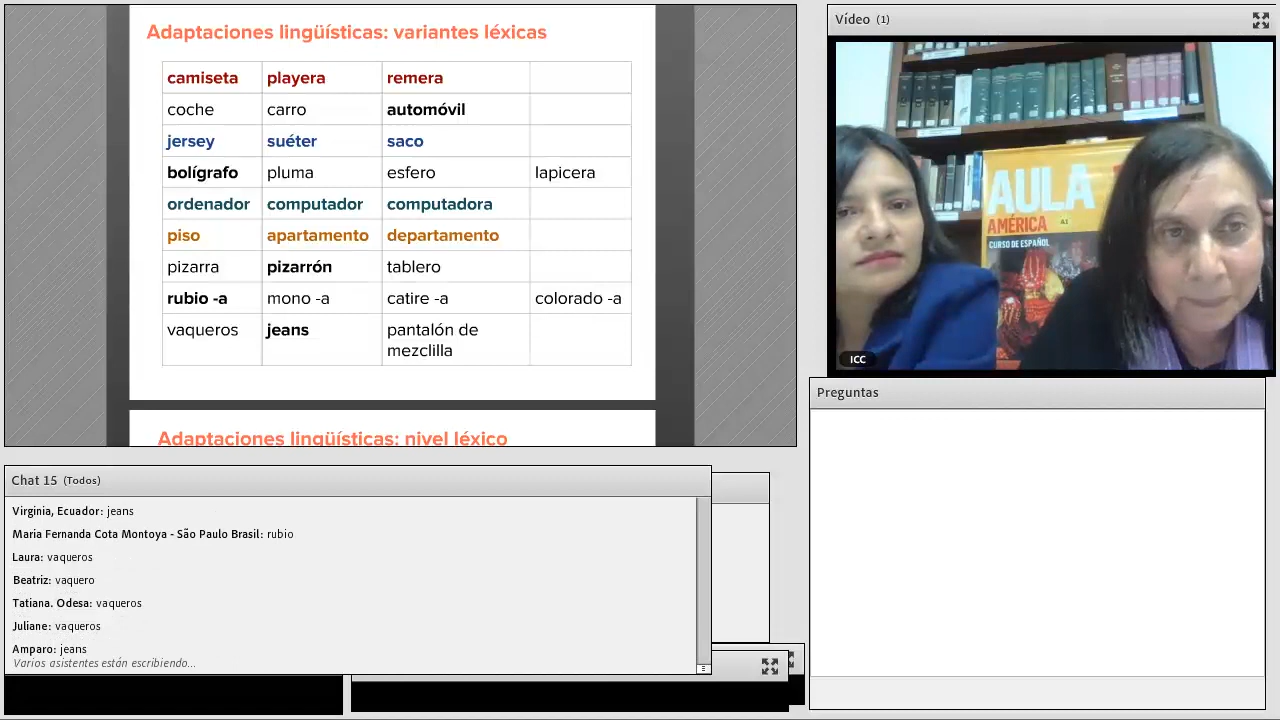 Adaptaciones lingüísticas: variantes léxicas
camiseta playera remera
coche carro automóvil
jersey suéter saco
bolígrafo pluma esfero lapicera
ordenador computador computadora
piso apartamento departamento
pizarra pizarrón tablero
rubio -a mono -a catire -a colorado -a
vaqueros jeans pantalón de
mezclilla
Adaptaciones lingüísticas: nivel léxico
Vídeo (1)
AULA
AMÉRICA A1
CURSO DE ESPAÑOL
ICC
Preguntas
Chat 15 (Todos)
Virginia, Ecuador: jeans
Maria Fernanda Cota Montoya - São Paulo Brasil: rubio
Laura: vaqueros
Beatriz: vaquero
Tatiana. Odesa: vaqueros
Juliane: vaqueros
Amparo: jeans
Varios asistentes están escribiendo...